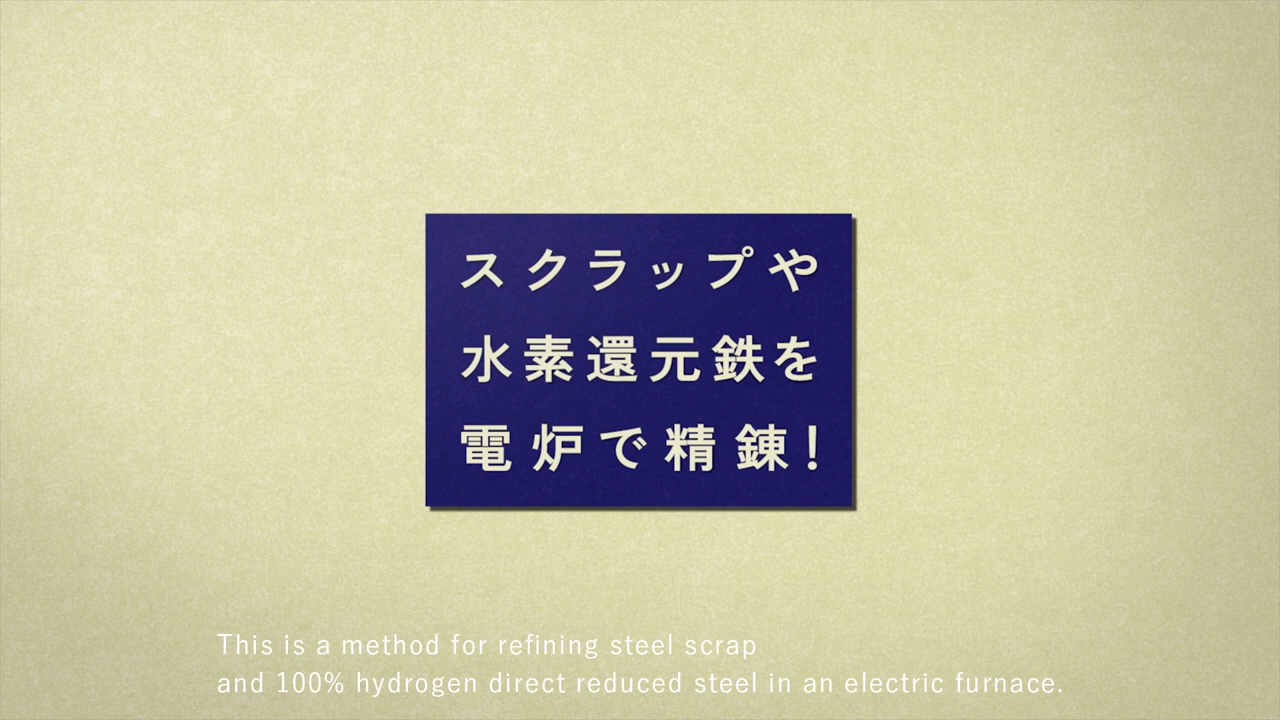 スクラップや
水素還元鉄を
電炉で精錬!
This is a method for refining steel scrap
and 100% hydrogen direct reduced steel in an electric furnace.